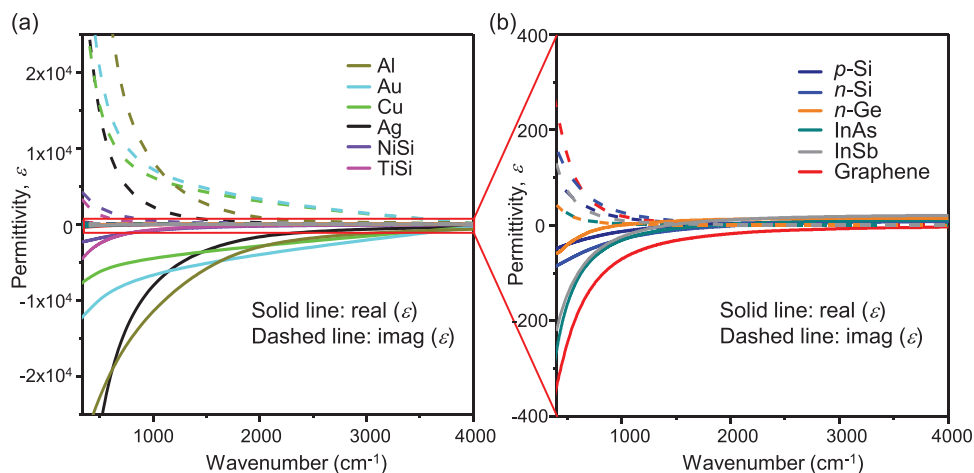 (a)
Permittivity, ε
2x10⁴
1x10⁴
0
-1x10⁴
-2x10⁴
Al
Au
Cu
Ag
NiSi
TiSi
Solid line: real (ε)
Dashed line: imag (ε)
1000 2000 3000 4000
Wavenumber (cm⁻¹)
(b)
Permittivity, ε
400
200
0
-200
-400
p-Si
n-Si
n-Ge
InAs
InSb
Graphene
Solid line: real (ε)
Dashed line: imag (ε)
1000 2000 3000 4000
Wavenumber (cm⁻¹)